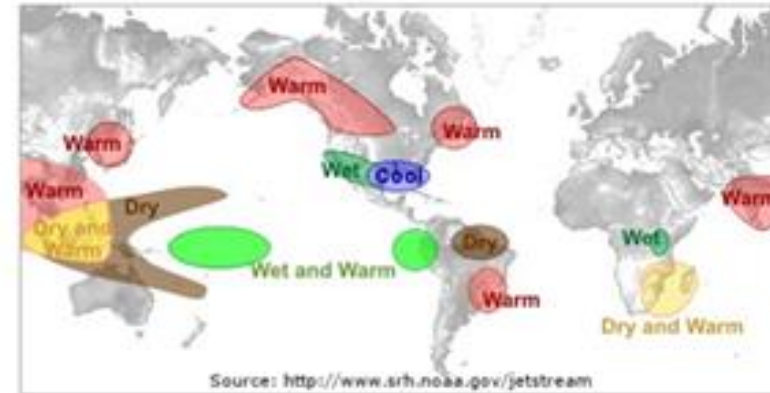 Warm
Warm
Warm
Warm
Wet
Cool
Warm
Dry
Dry and
Warm
Wet and Warm
Dry
Warm
Wet
Dry and Warm
Source: http://www.srh.noaa.gov/jetstream